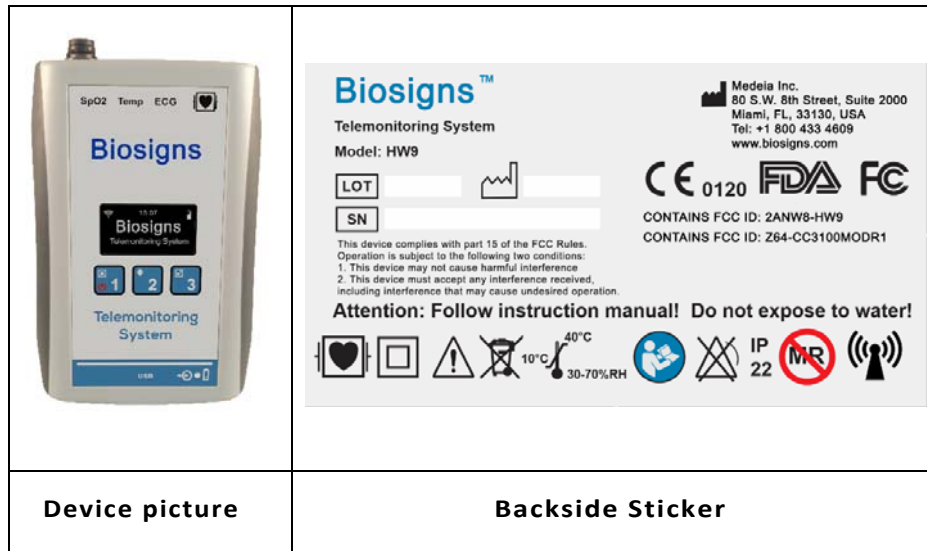 SpO2 Temp ECG
Biosigns
13:07
Biosigns
Telemonitoring System
1 2 3
Telemonitoring
System
USB
Biosigns™
Telemonitoring System
Model: HW9
LOT
SN
This device complies with part 15 of the FCC Rules.
Operation is subject to the following two conditions:
1. This device may not cause harmful interference
2. This device must accept any interference received,
including interference that may cause undesired operation.
Medeia Inc.
80 S.W. 8th Street, Suite 2000
Miami, FL, 33130, USA
Tel: +1 800 433 4609
www.biosigns.com
CE 0120 FDA FC
CONTAINS FCC ID: 2ANW8-HW9
CONTAINS FCC ID: Z64-CC3100MODR1
Attention: Follow instruction manual! Do not expose to water!
40°C
10°C
30-70%RH
IP
22
MR
Device picture
Backside Sticker